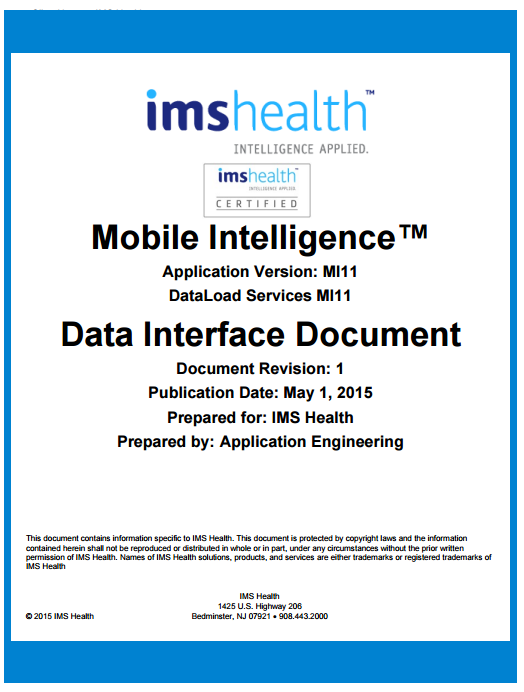 imshealth™
INTELLIGENCE APPLIED.
imshealth™
INTELLIGENCE APPLIED.
CERTIFIED
Mobile Intelligence™
Application Version: MI11
DataLoad Services MI11
Data Interface Document
Document Revision: 1
Publication Date: May 1, 2015
Prepared for: IMS Health
Prepared by: Application Engineering
This document contains information specific to IMS Health. This document is protected by copyright laws and the information
contained herein shall not be reproduced or distributed in whole or in part, under any circumstances without the prior written
permission of IMS Health. Names of IMS Health solutions, products, and services are either trademarks or registered trademarks of
IMS Health
IMS Health
1425 U.S. Highway 206
© 2015 IMS Health Bedminster, NJ 07921 • 908.443.2000